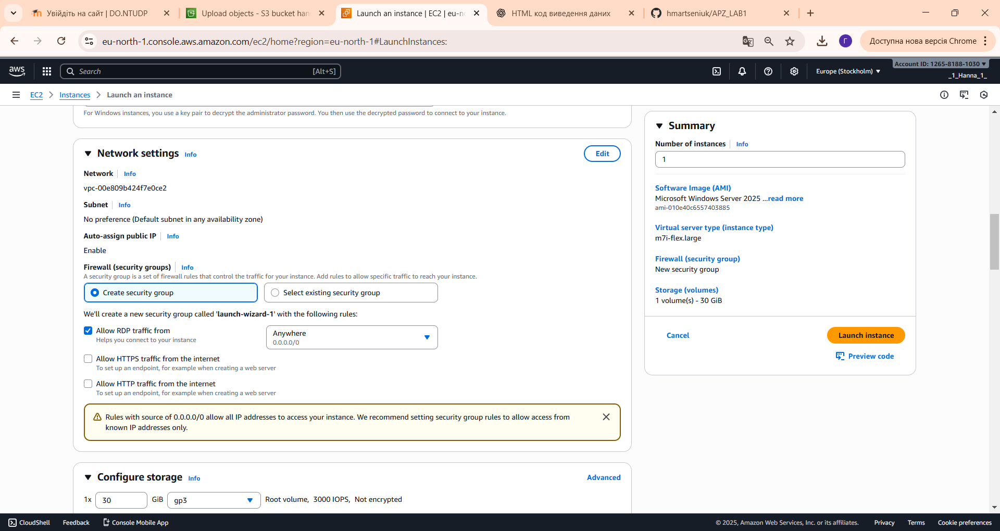 Увійдіть на сайт | DO.NTUDP
Upload objects - S3 bucket han
Launch an instance | EC2 | eu-no
HTML код виведення даних
hmartseniuk/APZ_LAB1
eu-north-1.console.aws.amazon.com/ec2/home?region=eu-north-1#LaunchInstances:
Г
Доступна нова версія Chrome
aws
Search
[Alt+S]
Europe (Stockholm)
Account ID: 1265-8188-1030
_1_Hanna_1_
EC2
Instances
Launch an instance
For Windows instances, you use a key pair to decrypt the administrator password. You then use the decrypted password to connect to your instance.
Network settings Info
Edit
Network Info
vpc-00e809b424f7e0ce2
Subnet Info
No preference (Default subnet in any availability zone)
Auto-assign public IP Info
Enable
Firewall (security groups) Info
A security group is a set of firewall rules that control the traffic for your instance. Add rules to allow specific traffic to reach your instance.
Create security group
Select existing security group
We'll create a new security group called 'launch-wizard-1' with the following rules:
Allow RDP traffic from
Helps you connect to your instance
Anywhere
0.0.0.0/0
Allow HTTPS traffic from the internet
To set up an endpoint, for example when creating a web server
Allow HTTP traffic from the internet
To set up an endpoint, for example when creating a web server
Rules with source of 0.0.0.0/0 allow all IP addresses to access your instance. We recommend setting security group rules to allow access from
known IP addresses only.
Configure storage Info
Advanced
1x 30 GiB gp3 Root volume, 3000 IOPS, Not encrypted
Summary
Number of instances Info
1
Software Image (AMI)
Microsoft Windows Server 2025 ...read more
ami-010e40c6557403885
Virtual server type (instance type)
m7i-flex.large
Firewall (security group)
New security group
Storage (volumes)
1 volume(s) - 30 GiB
Cancel
Launch instance
Preview code
CloudShell
Feedback
Console Mobile App
© 2025, Amazon Web Services, Inc. or its affiliates.
Privacy
Terms
Cookie preferences